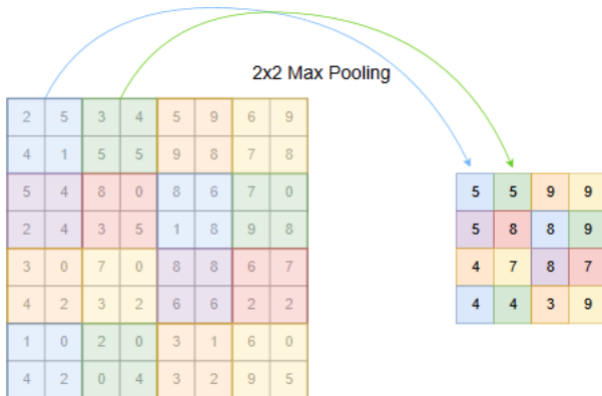 2x2 Max Pooling
2 5 3 4 5 9 6 9
4 1 5 5 9 8 7 8
5 4 8 0 8 6 7 0
2 4 3 5 1 8 9 8
3 0 7 0 8 8 6 7
4 2 3 2 6 6 2 2
1 0 2 0 3 1 6 0
4 2 0 4 3 2 9 5
5 5 9 9
5 8 8 9
4 7 8 7
4 4 3 9